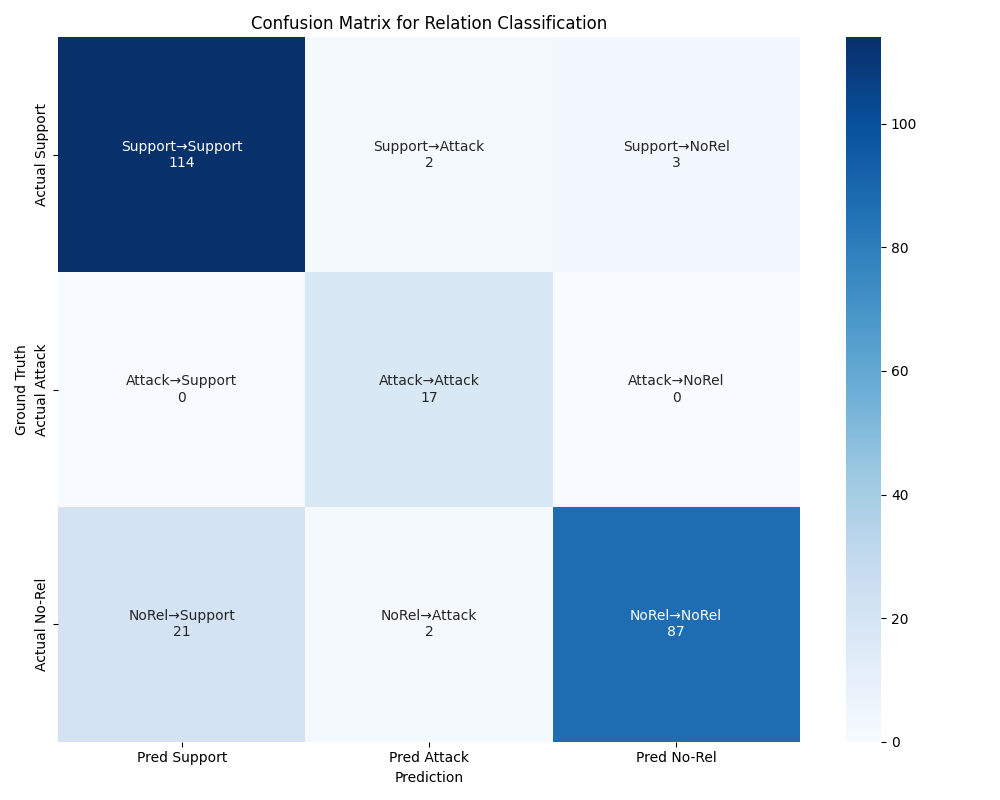 Confusion Matrix for Relation Classification
Ground Truth
Actual Support
Support→Support
114
Support→Attack
2
Support→NoRel
3
Actual Attack
Attack→Support
0
Attack→Attack
17
Attack→NoRel
0
Actual No-Rel
NoRel→Support
21
NoRel→Attack
2
NoRel→NoRel
87
Pred Support
Pred Attack
Pred No-Rel
Prediction
100
80
60
40
20
0